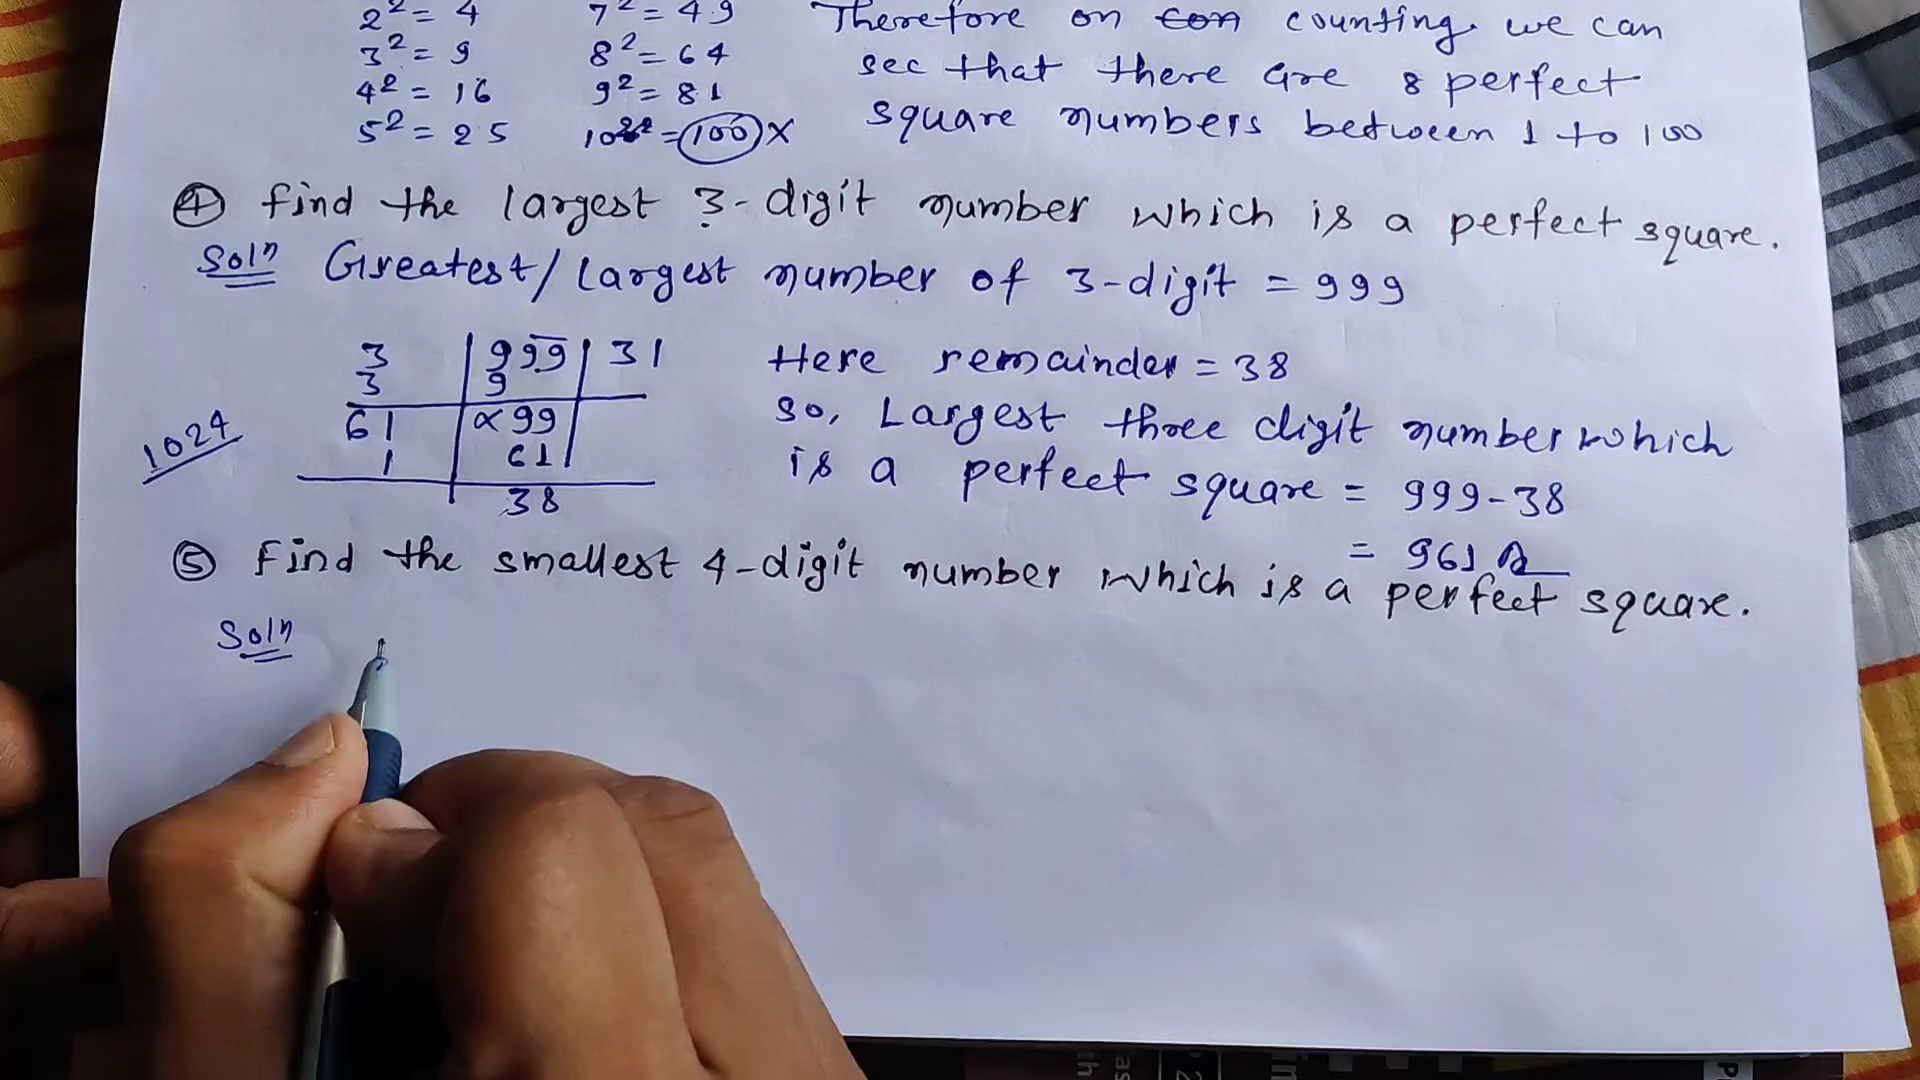 2² = 4 7² = 49 Therefore on con counting we can
3² = 9 8² = 64 see that there are 8 perfect
4² = 16 9² = 81 square numbers between 1 to 100
5² = 25 10² = 100 ×
④ Find the largest 3-digit number which is a perfect square.
Solⁿ Greatest/largest number of 3-digit = 999
3 999 31 Here remainder = 38
3 9
61 ×99 so, Largest three digit number which
1024
1 61 is a perfect square = 999-38
38
= 961
⑤ Find the smallest 4-digit number which is a perfect square.
Solⁿ